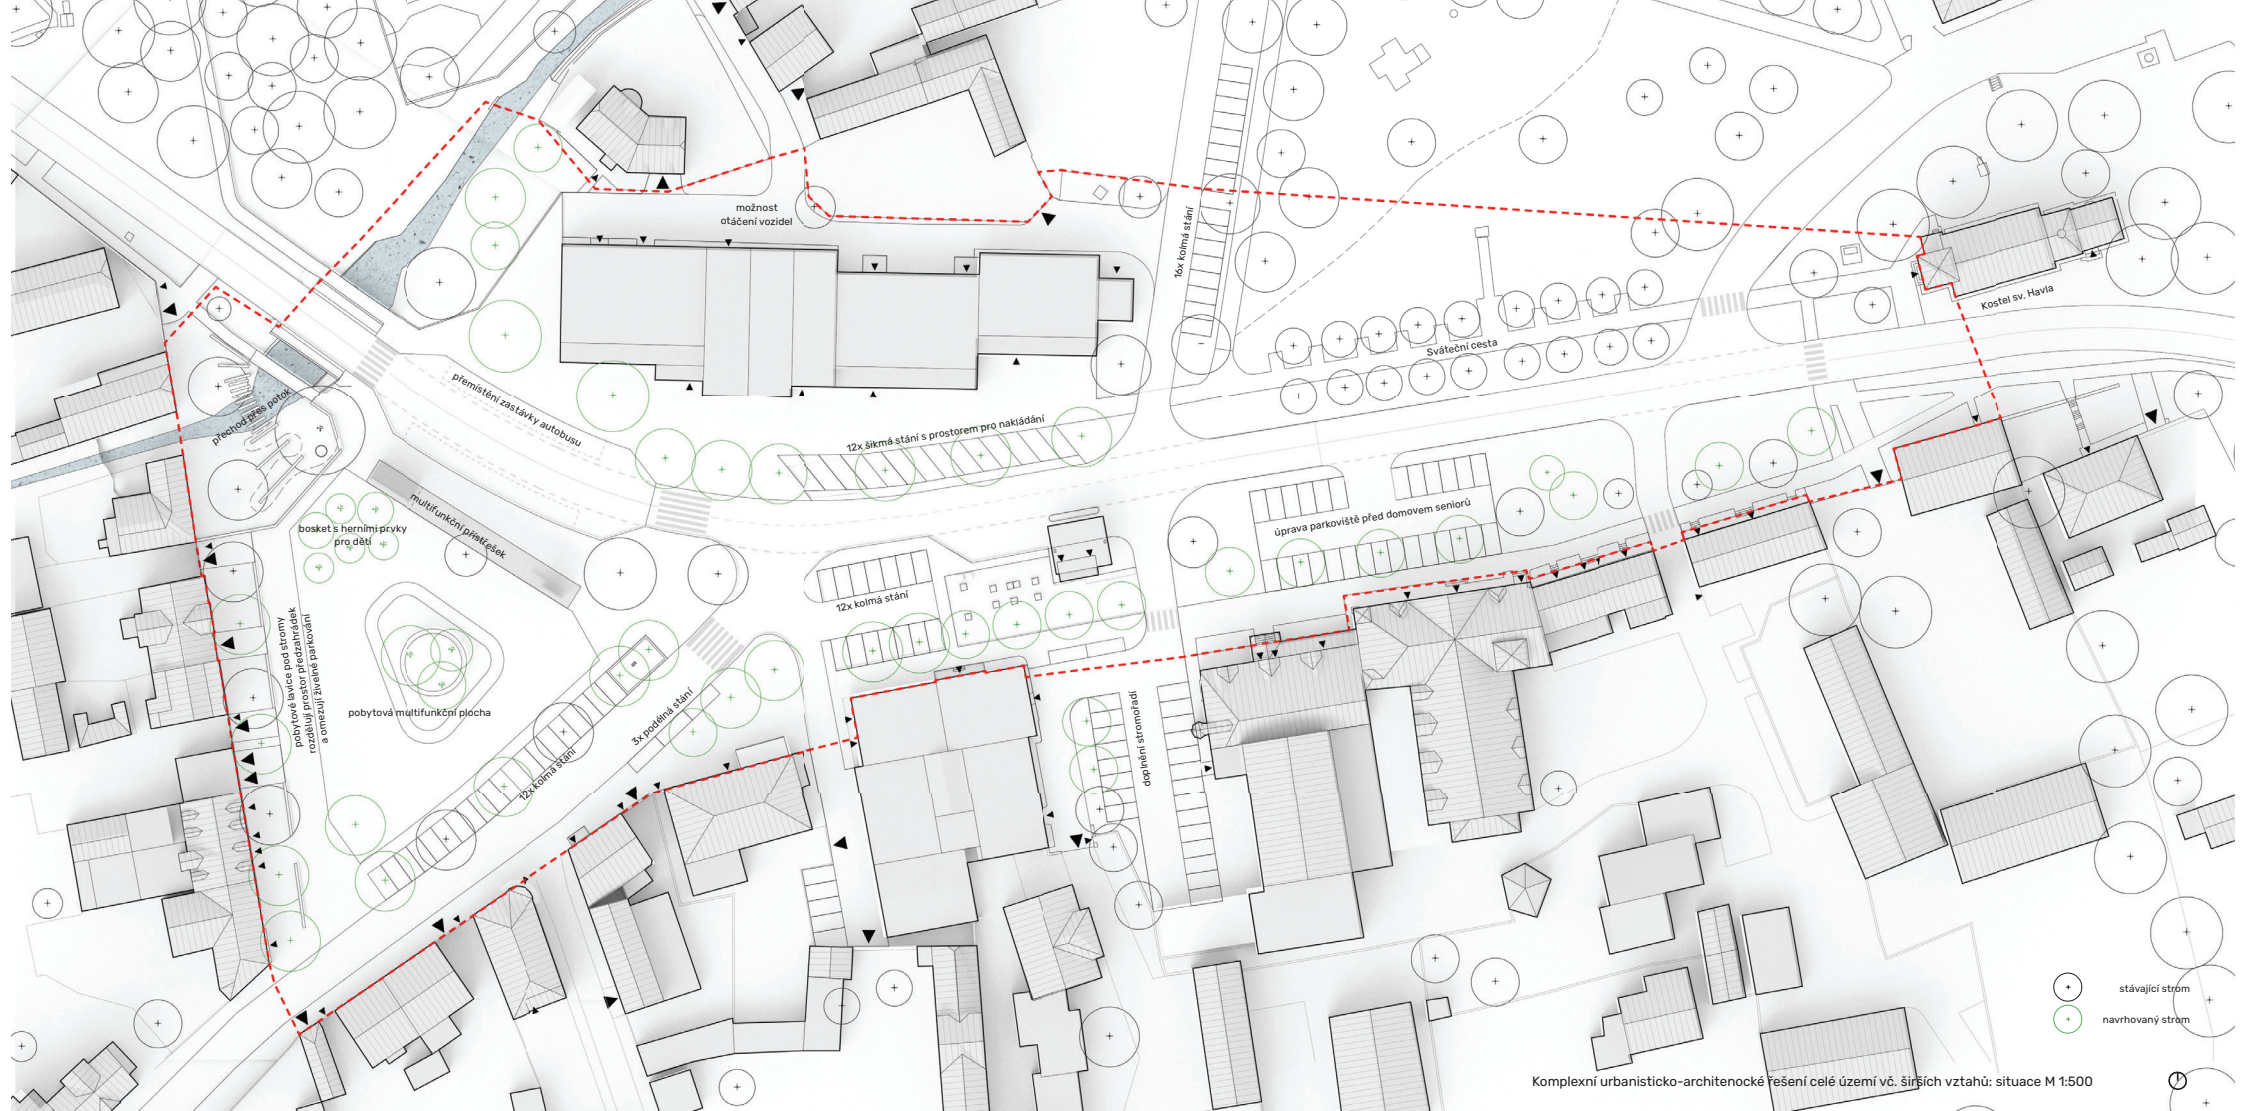 možnost
otáčení vozidel
16x kolmá stání
Kostel sv. Havla
Sváteční cesta
přemístění zastávky autobusu
přechod přes potok
12x šikmá stání s prostorem pro nakládání
multifunkční přístřešek
bosket s herními prvky
pro děti
úprava parkoviště před domovem seniorů
12x kolmá stání
pobytové lavice pod stromy
rozdělují prostor předzahrádek
a omezují živelné parkování
pobytová multifunkční plocha
3x podélná stání
12x kolmá stání
doplnění stromořadí
stávající strom
navrhovaný strom
Komplexní urbanisticko-architenocké řešení celé území vč. širších vztahů: situace M 1:500